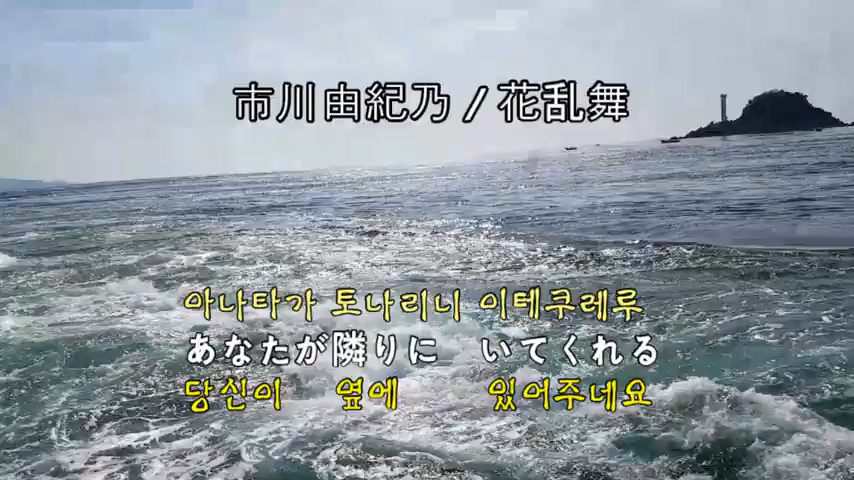 市川由紀乃 / 花乱舞
아나타가 토나리니 이테쿠레루
あなたが隣りに いてくれる
당신이 옆에 있어주네요